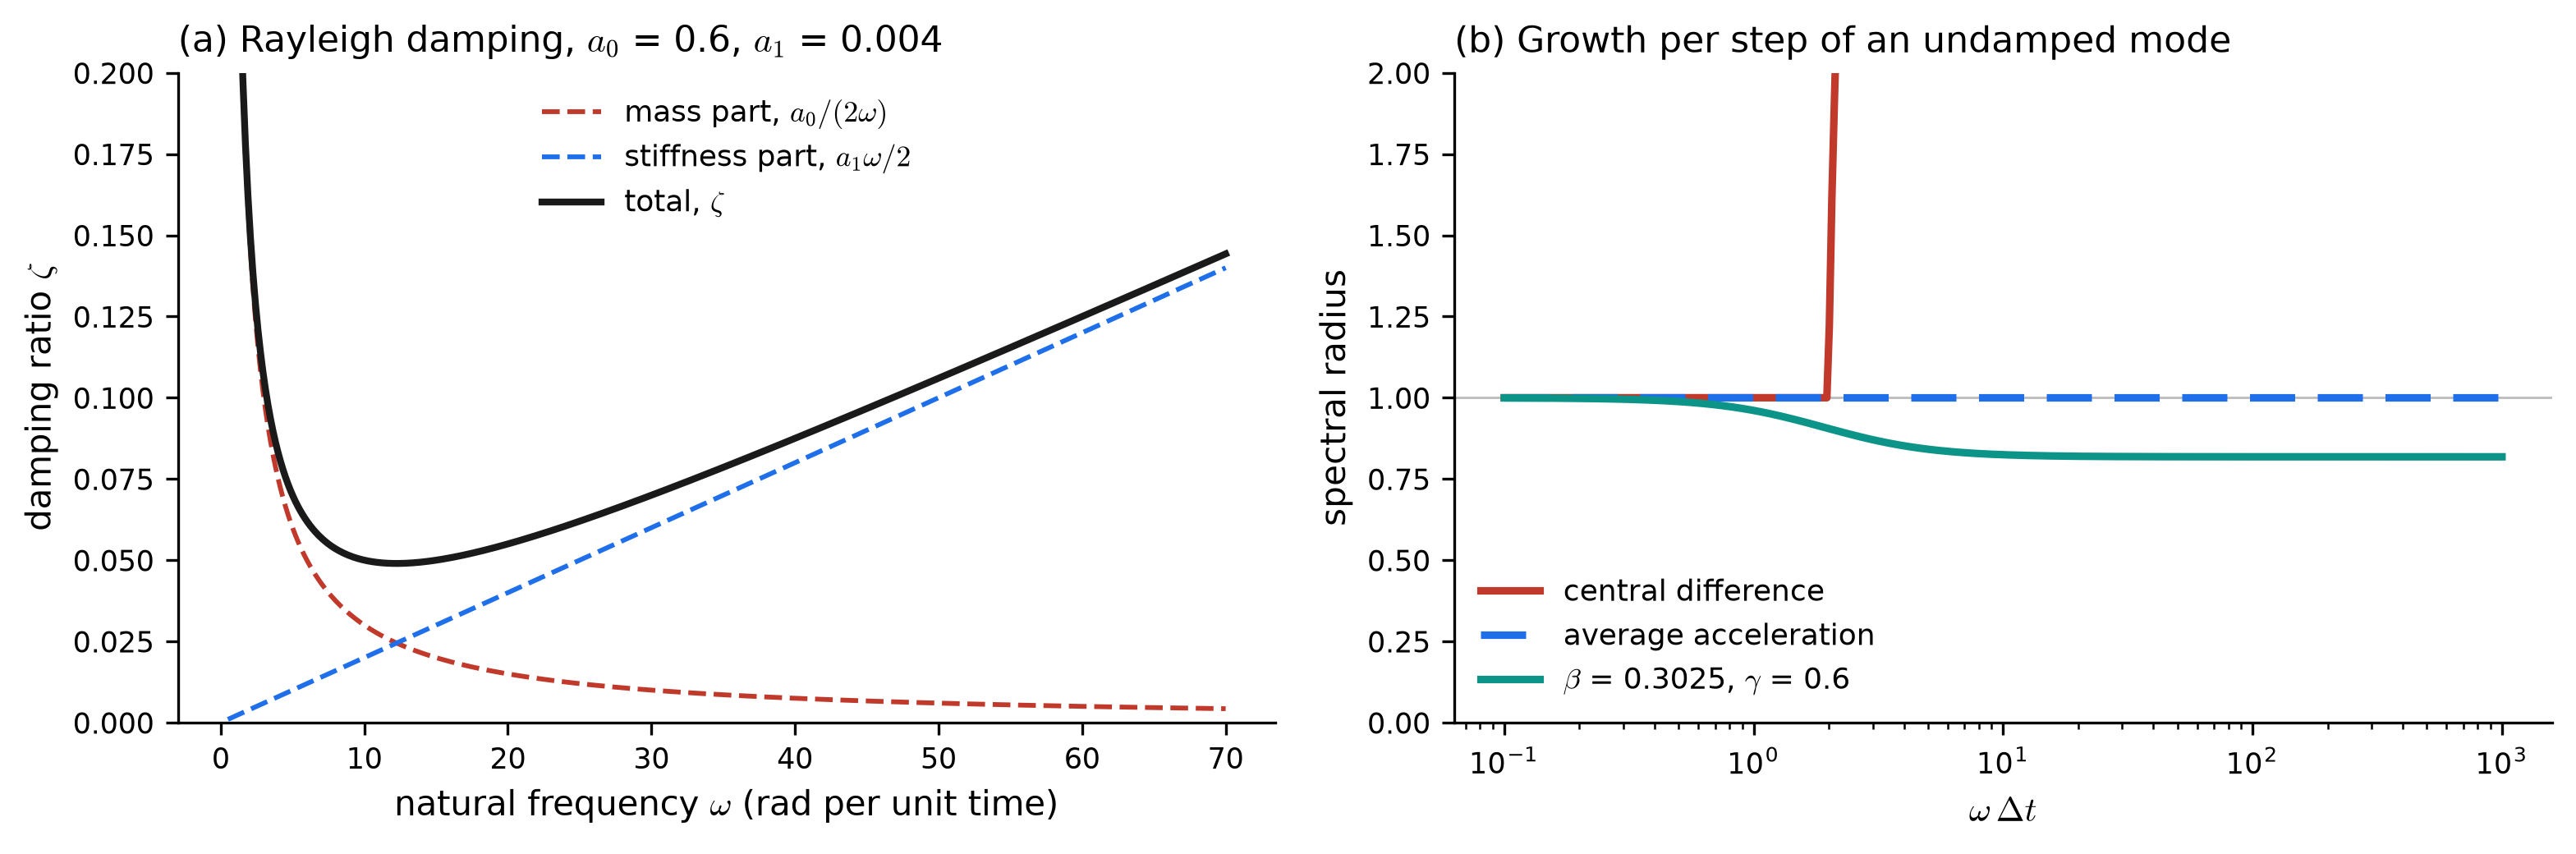 (a) Rayleigh damping, a₀ = 0.6, a₁ = 0.004
0.200
0.175
0.150
0.125
0.100
0.075
0.050
0.025
0.000
damping ratio ζ
mass part, a₀/(2ω)
stiffness part, a₁ω/2
total, ζ
0 10 20 30 40 50 60 70
natural frequency ω (rad per unit time)
(b) Growth per step of an undamped mode
2.00
1.75
1.50
1.25
1.00
0.75
0.50
0.25
0.00
spectral radius
central difference
average acceleration
β = 0.3025, γ = 0.6
10⁻¹ 10⁰ 10¹ 10² 10³
ω Δt